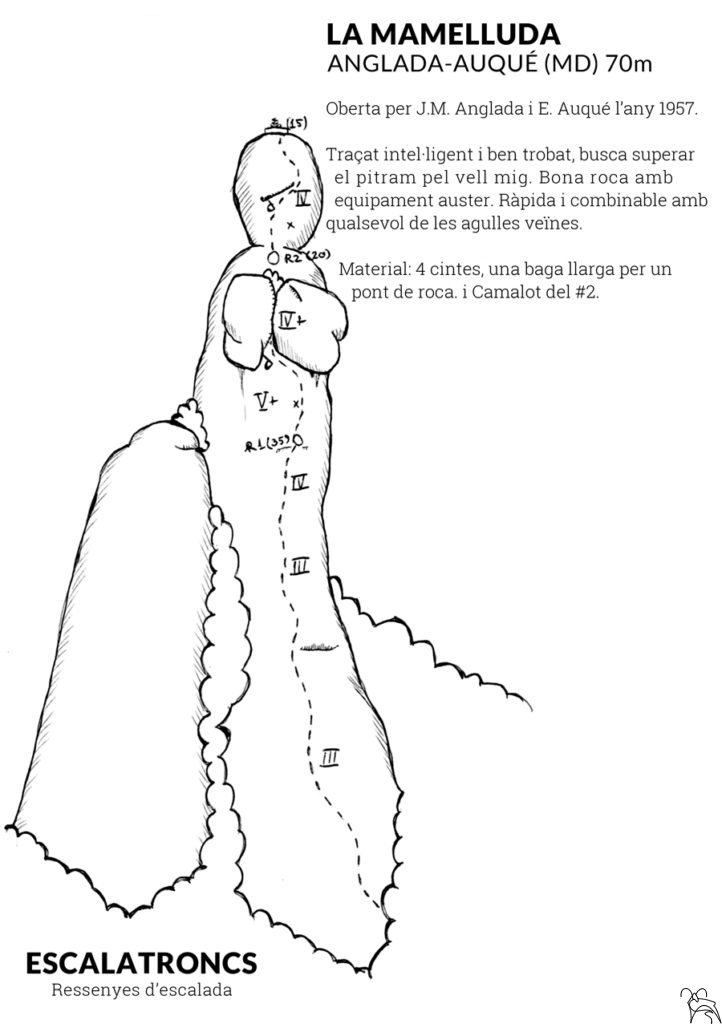 LA MAMELLUDA
ANGLADA-AUQUÉ (MD) 70m
Oberta per J.M. Anglada i E. Auqué l'any 1957.
Traçat intel·ligent i ben trobat, busca superar
el pitram pel vell mig. Bona roca amb
equipament auster. Ràpida i combinable amb
qualsevol de les agulles veïnes.
Material: 4 cintes, una baga llarga per un
pont de roca. i Camalot del #2.
(15)
IV
x
R2 (20)
IV+
V+ x
R1 (35)
IV
III
III
ESCALATRONCS
Ressenyes d'escalada